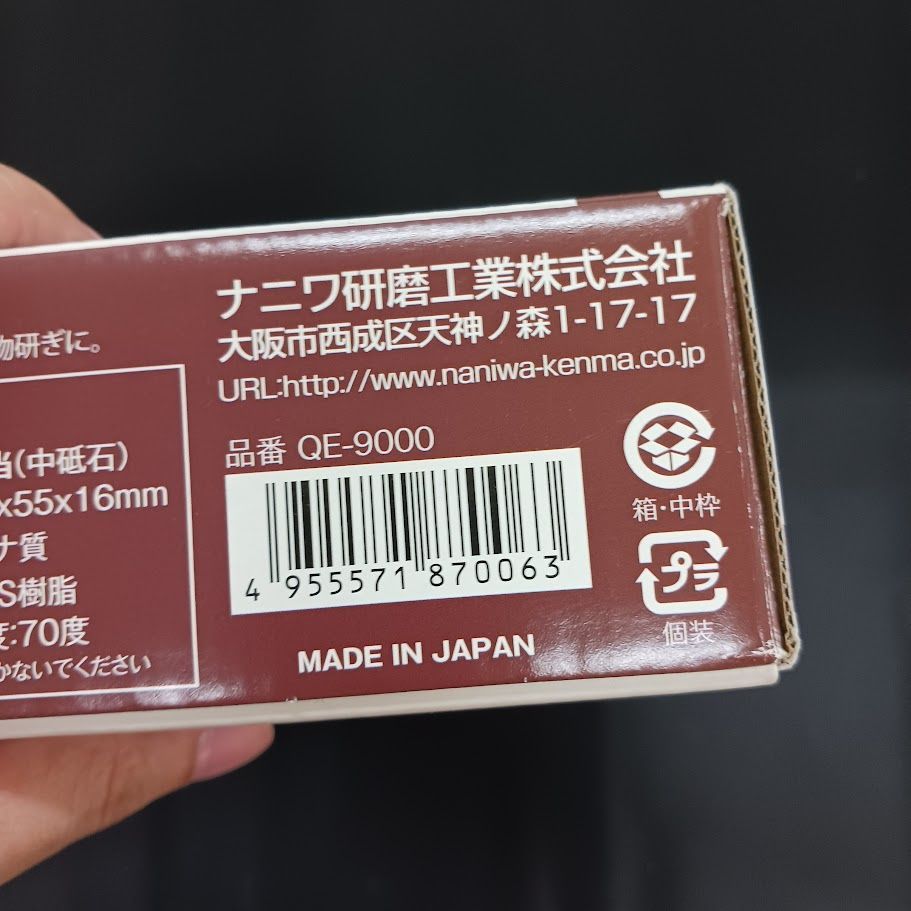 ナニワ研磨工業株式会社
大阪市西成区天神ノ森1-17-17
URL:http://www.naniwa-kenma.co.jp
物研ぎに。
当(中砥石)
x55x16mm
ナ質
S樹脂
度:70度
かないでください
品番 QE-9000
4 955571 870063
MADE IN JAPAN
箱・中枠
プラ
個装